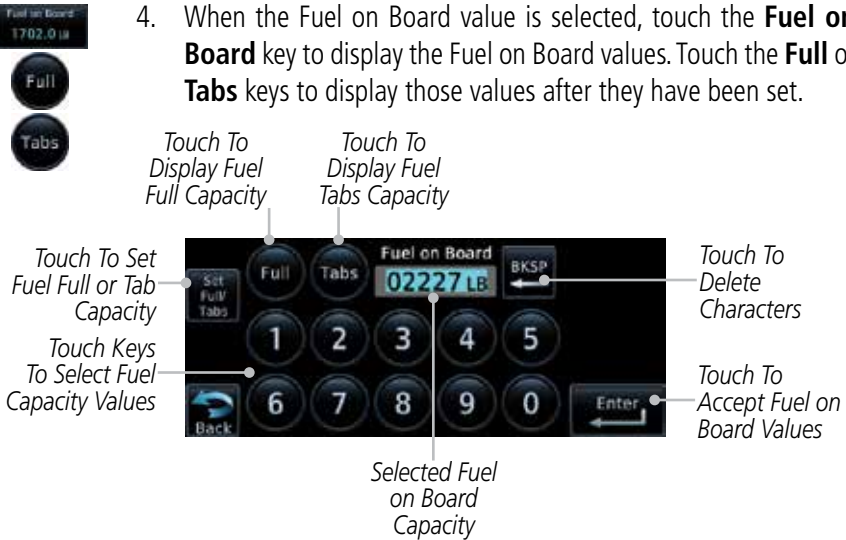 Fuel on Board
1702.0 LB
Full
Tabs
4. When the Fuel on Board value is selected, touch the Fuel on
Board key to display the Fuel on Board values. Touch the Full o
Tabs keys to display those values after they have been set.
Touch To
Display Fuel
Full Capacity
Touch To
Display Fuel
Tabs Capacity
Touch To Set
Fuel Full or Tab
Capacity
Touch Keys
To Select Fuel
Capacity Values
Set
Full/
Tabs
Full
Tabs
Fuel on Board
02227 LB
BKSP
1 2 3 4 5
6 7 8 9 0
Back
Enter
Touch To
Delete
Characters
Touch To
Accept Fuel on
Board Values
Selected Fuel
on Board
Capacity